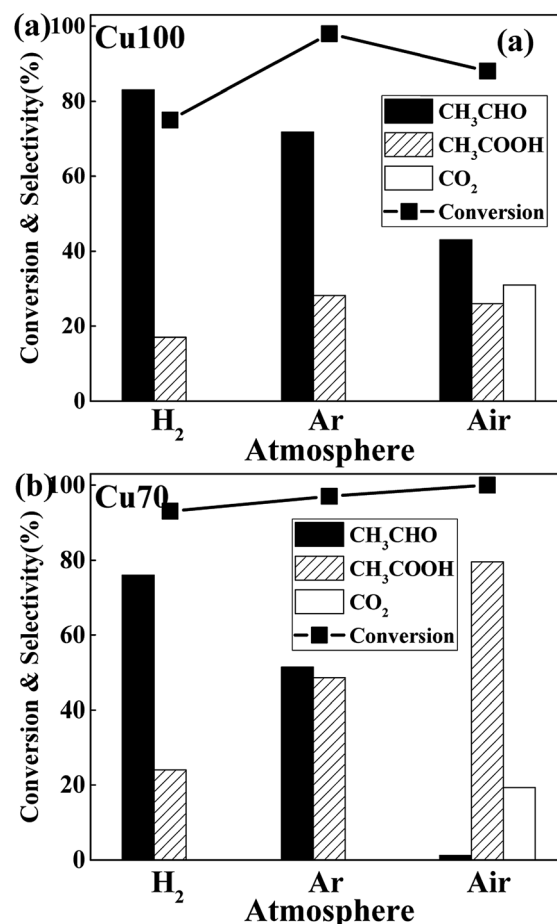 (a) Cu100 (a)
Conversion & Selectivity(%)
100
80
60
40
20
0
CH₃CHO
CH₃COOH
CO₂
Conversion
H₂ Ar Air
Atmosphere
(b) Cu70
Conversion & Selectivity(%)
100
80
60
40
20
0
CH₃CHO
CH₃COOH
CO₂
Conversion
H₂ Ar Air
Atmosphere